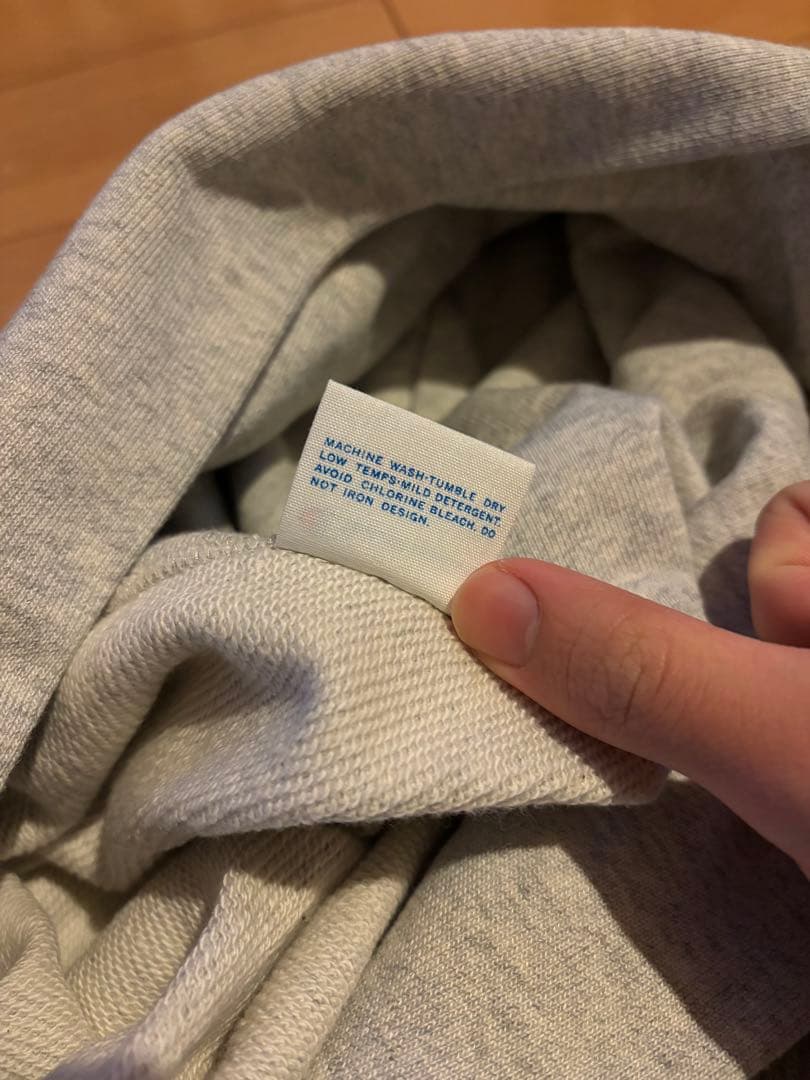 MACHINE WASH·TUMBLE DRY
LOW TEMPS·MILD DETERGENT.
AVOID CHLORINE BLEACH. DO
NOT IRON DESIGN.